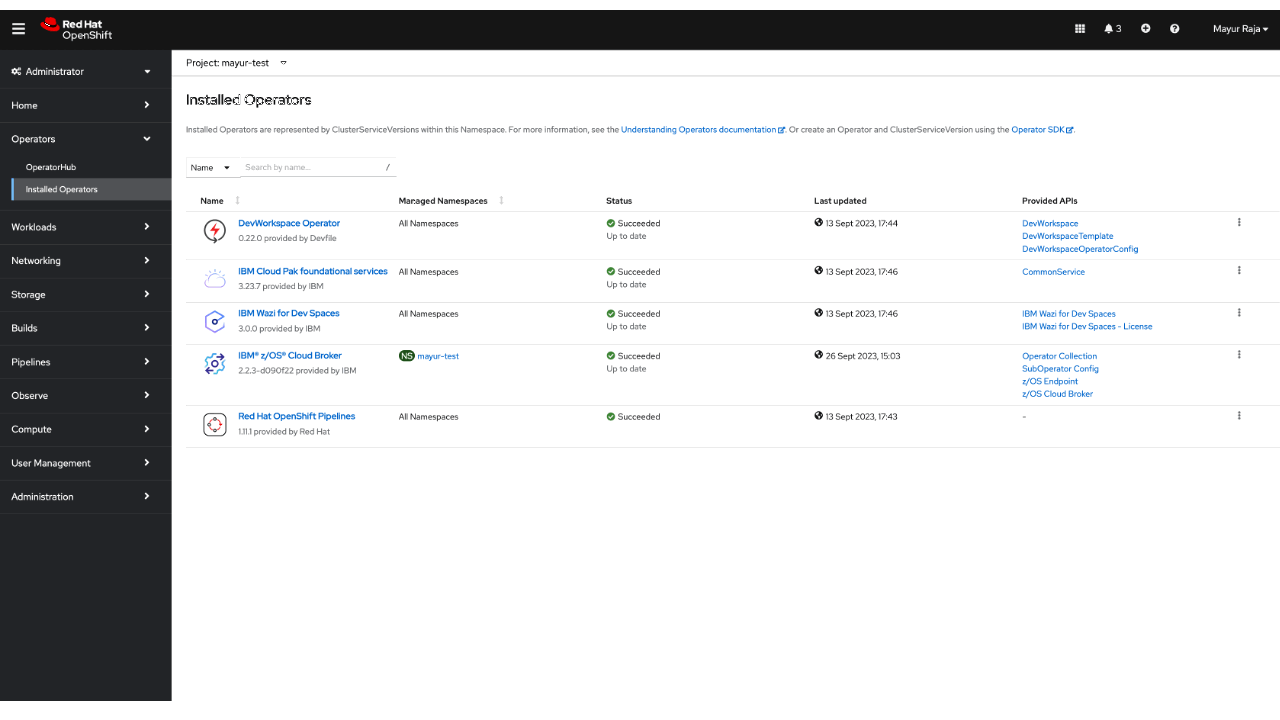 Red Hat
OpenShift
3
Mayur Raja
Administrator
Home
Operators
OperatorHub
Installed Operators
Workloads
Networking
Storage
Builds
Pipelines
Observe
Compute
User Management
Administration
Project: mayur-test
Installed Operators
Installed Operators are represented by ClusterServiceVersions within this Namespace. For more information, see the Understanding Operators documentation. Or create an Operator and ClusterServiceVersion using the Operator SDK.
Name Search by name... /
Name Managed Namespaces Status Last updated Provided APIs
DevWorkspace Operator All Namespaces Succeeded 13 Sept 2023, 17:44 DevWorkspace
0.22.0 provided by Devfile Up to date DevWorkspaceTemplate
DevWorkspaceOperatorConfig
IBM Cloud Pak foundational services All Namespaces Succeeded 13 Sept 2023, 17:46 CommonService
3.23.7 provided by IBM Up to date
IBM Wazi for Dev Spaces All Namespaces Succeeded 13 Sept 2023, 17:46 IBM Wazi for Dev Spaces
3.0.0 provided by IBM Up to date IBM Wazi for Dev Spaces - License
IBM® z/OS® Cloud Broker NS mayur-test Succeeded 26 Sept 2023, 15:03 Operator Collection
2.2.3-d090f22 provided by IBM Up to date SubOperator Config
z/OS Endpoint
z/OS Cloud Broker
Red Hat OpenShift Pipelines All Namespaces Succeeded 13 Sept 2023, 17:43 -
1.11.1 provided by Red Hat